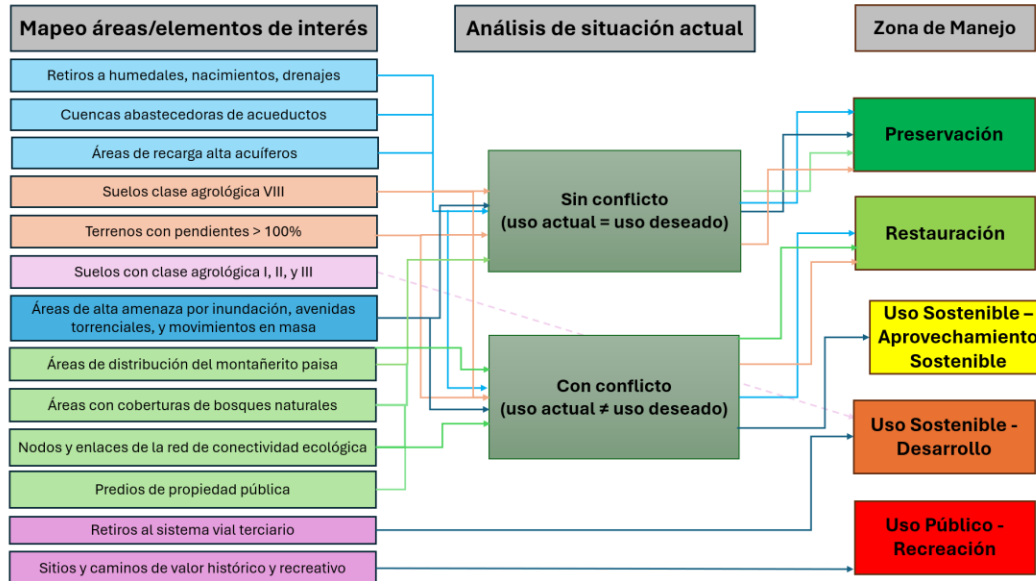 Mapeo áreas/elementos de interés
Análisis de situación actual
Zona de Manejo
Retiros a humedales, nacimientos, drenajes
Cuencas abastecedoras de acueductos
Áreas de recarga alta acuíferos
Suelos clase agrológica VIII
Terrenos con pendientes > 100%
Suelos con clase agrológica I, II, y III
Áreas de alta amenaza por inundación, avenidas
torrenciales, y movimientos en masa
Áreas de distribución del montañerito paisa
Áreas con coberturas de bosques naturales
Nodos y enlaces de la red de conectividad ecológica
Predios de propiedad pública
Retiros al sistema vial terciario
Sitios y caminos de valor histórico y recreativo
Sin conflicto
(uso actual = uso deseado)
Con conflicto
(uso actual ≠ uso deseado)
Preservación
Restauración
Uso Sostenible –
Aprovechamiento
Sostenible
Uso Sostenible -
Desarrollo
Uso Público -
Recreación